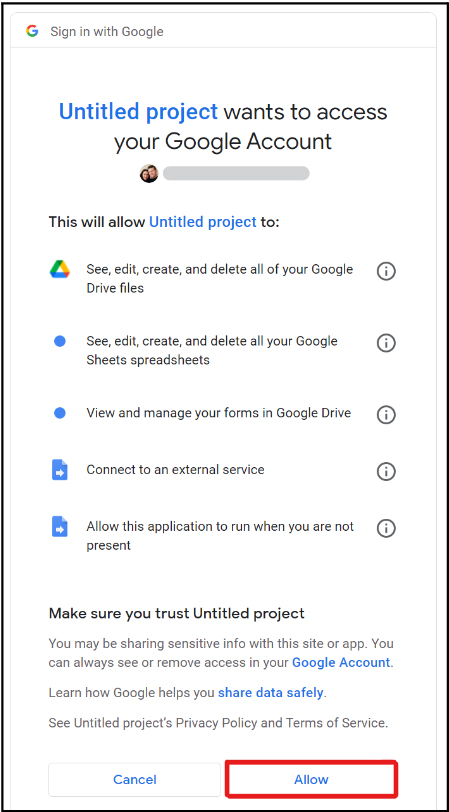 Sign in with Google
Untitled project wants to access
your Google Account
This will allow Untitled project to:
See, edit, create, and delete all of your Google
Drive files
See, edit, create, and delete all your Google
Sheets spreadsheets
View and manage your forms in Google Drive
Connect to an external service
Allow this application to run when you are not
present
Make sure you trust Untitled project
You may be sharing sensitive info with this site or app. You
can always see or remove access in your Google Account.
Learn how Google helps you share data safely.
See Untitled project's Privacy Policy and Terms of Service.
Cancel
Allow